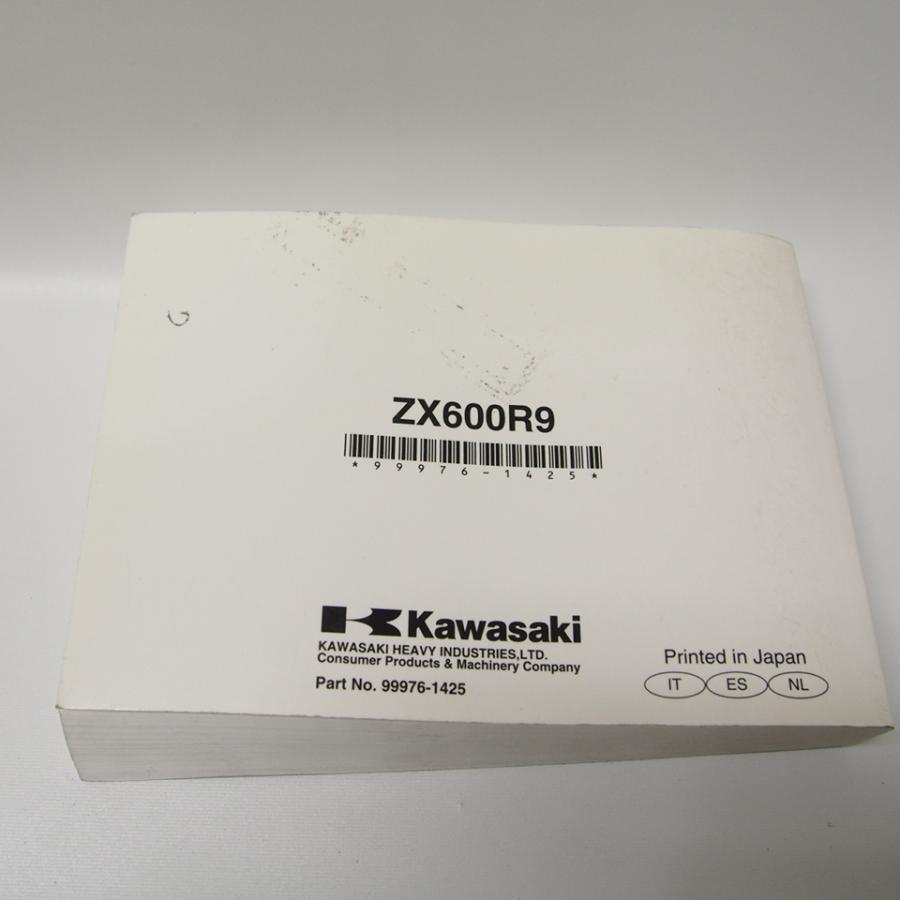 ZX600R9
*99976-1425*
Kawasaki
KAWASAKI HEAVY INDUSTRIES,LTD.
Consumer Products & Machinery Company
Part No. 99976-1425
Printed in Japan
IT ES NL